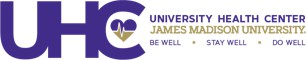 UHC
UNIVERSITY HEALTH CENTER
JAMES MADISON UNIVERSITY.
BE WELL • STAY WELL • DO WELL